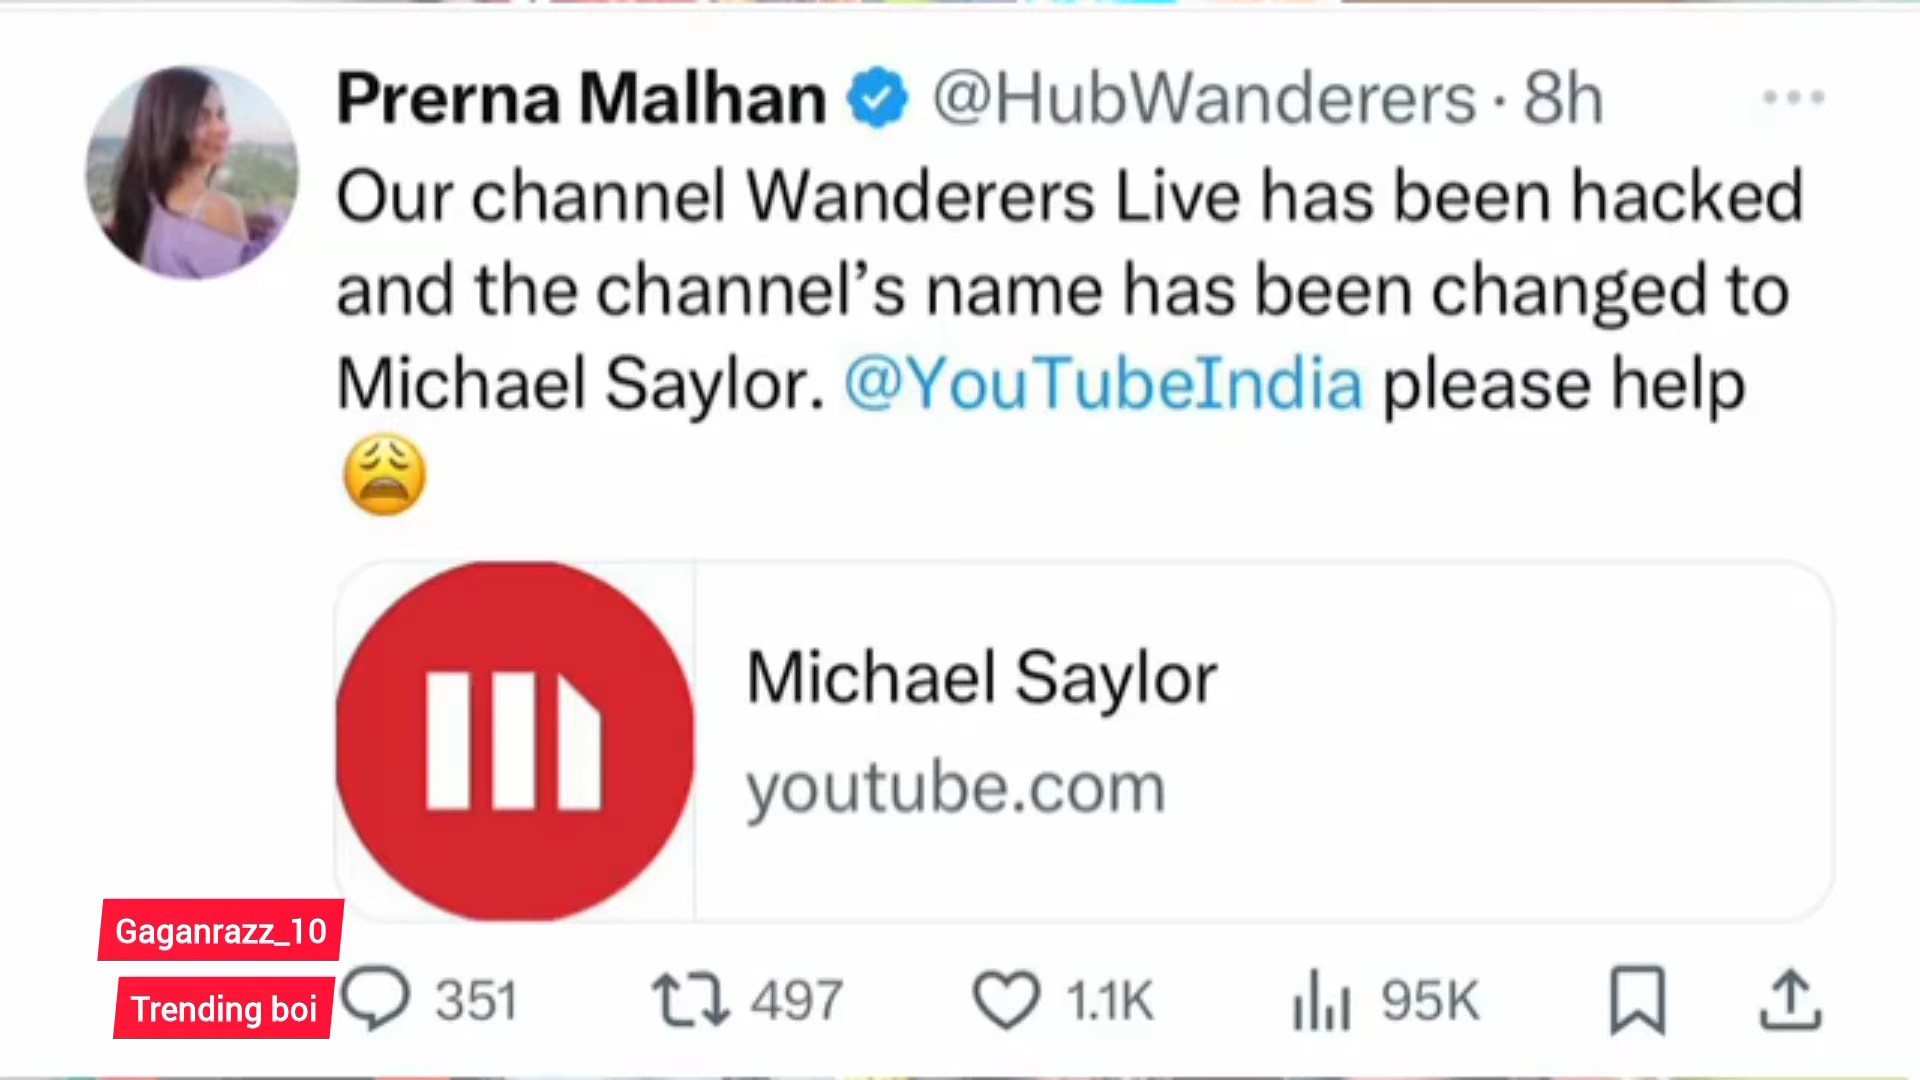 Prerna Malhan @HubWanderers · 8h
Our channel Wanderers Live has been hacked
and the channel’s name has been changed to
Michael Saylor. @YouTubeIndia please help
😩
Michael Saylor
youtube.com
Gaganrazz_10
Trending boi
351 497 1.1K 95K